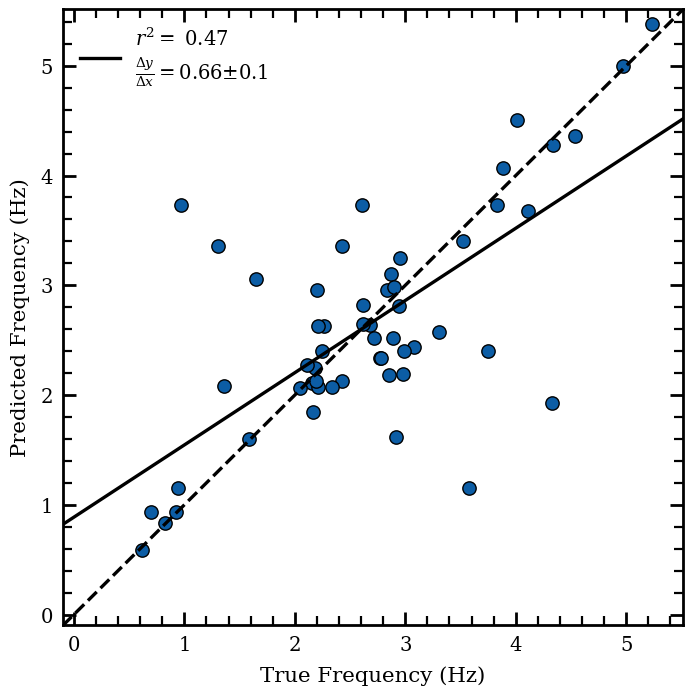 r² = 0.47
Δy/Δx = 0.66±0.1
5
4
3
2
1
0
Predicted Frequency (Hz)
0 1 2 3 4 5
True Frequency (Hz)